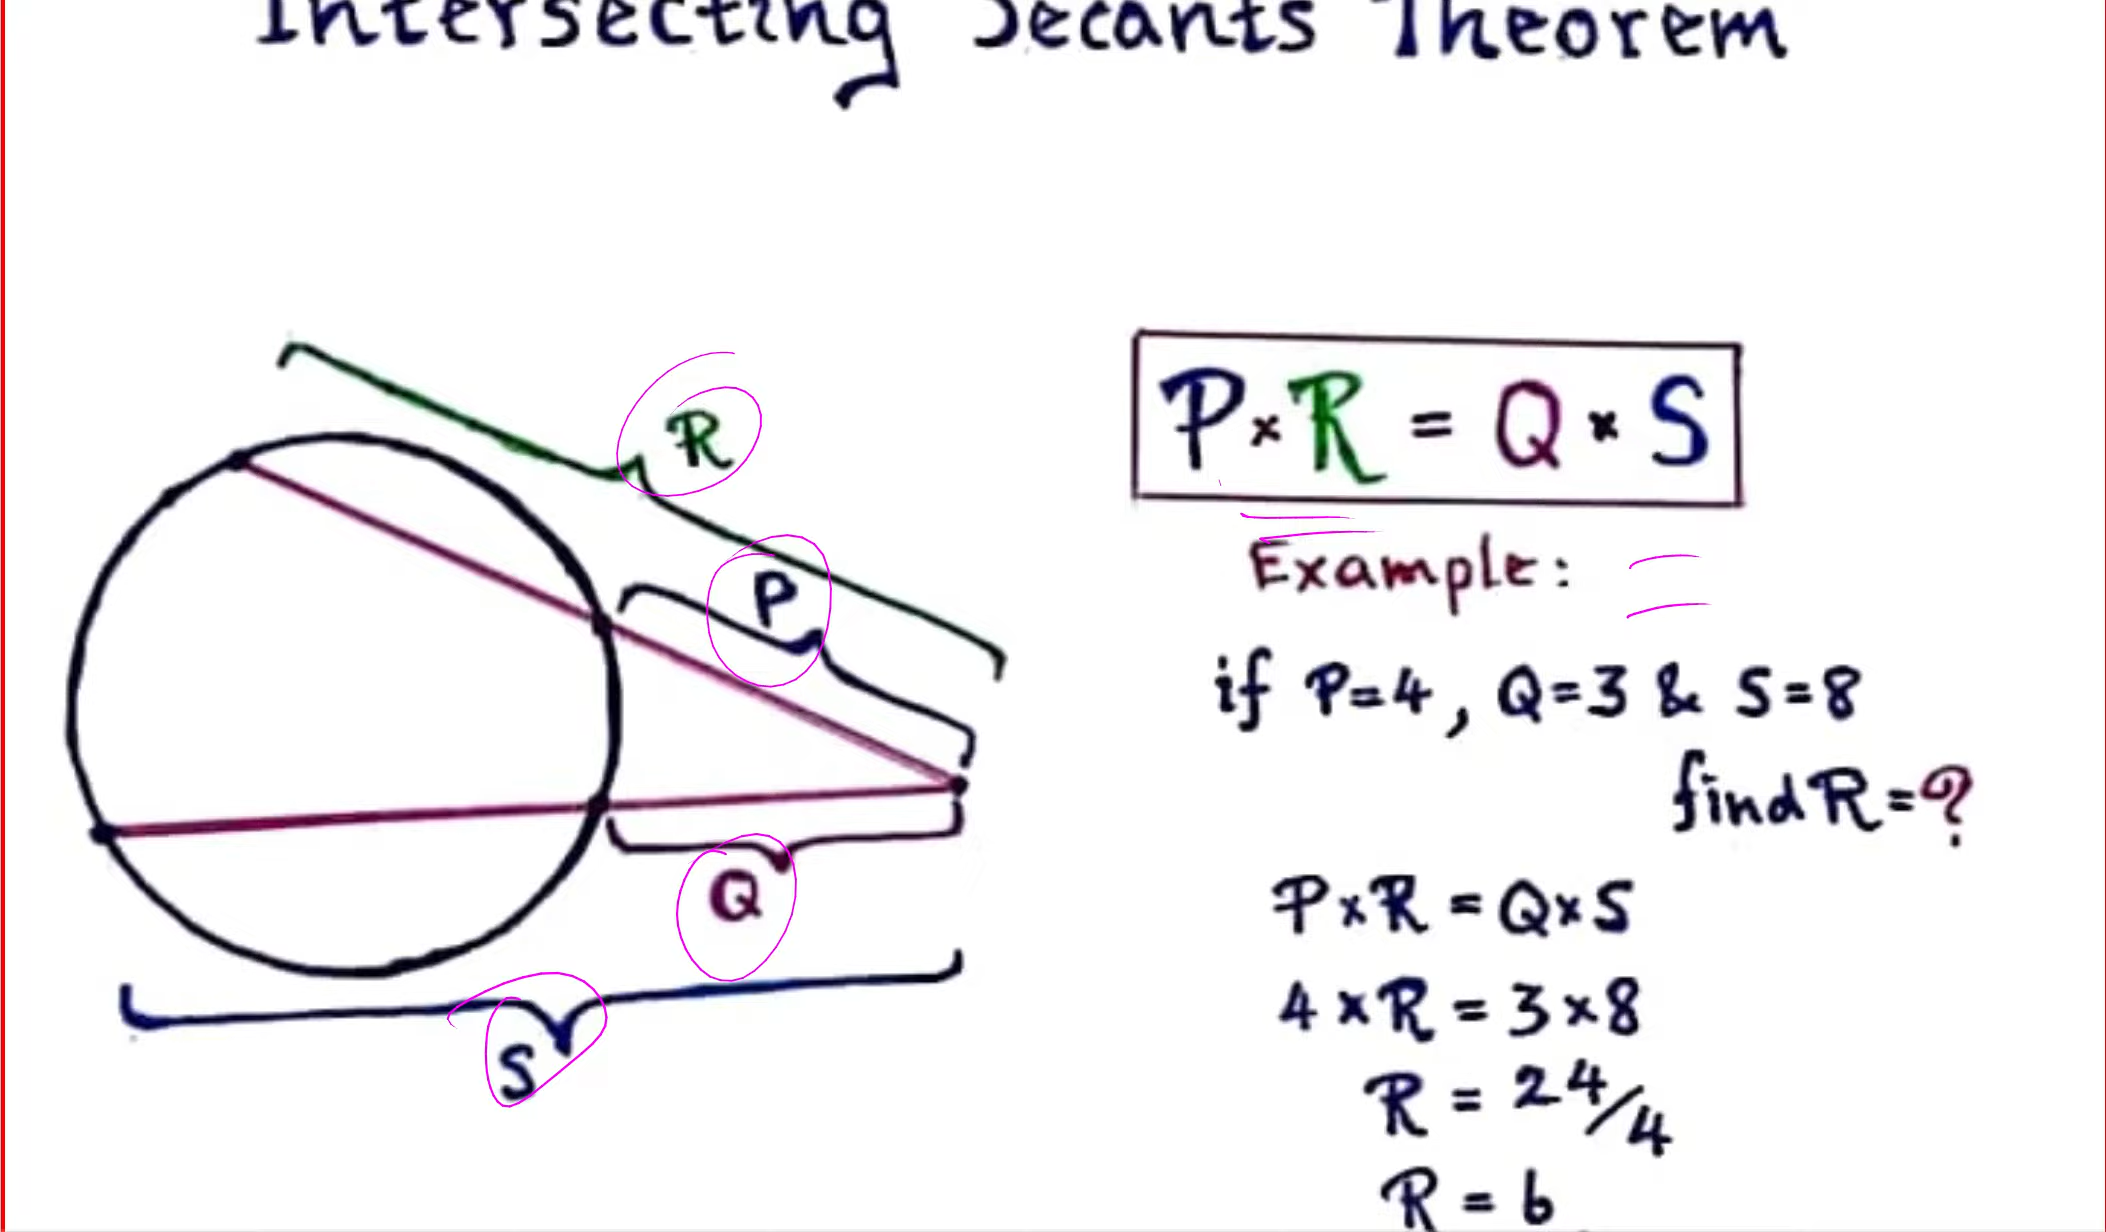 Intersecting Secants Theorem
R
P
Q
S
P × R = Q × S
Example:
if P=4, Q=3 & S=8
find R=?
P×R = Q×S
4×R = 3×8
R = 24/4
R = 6